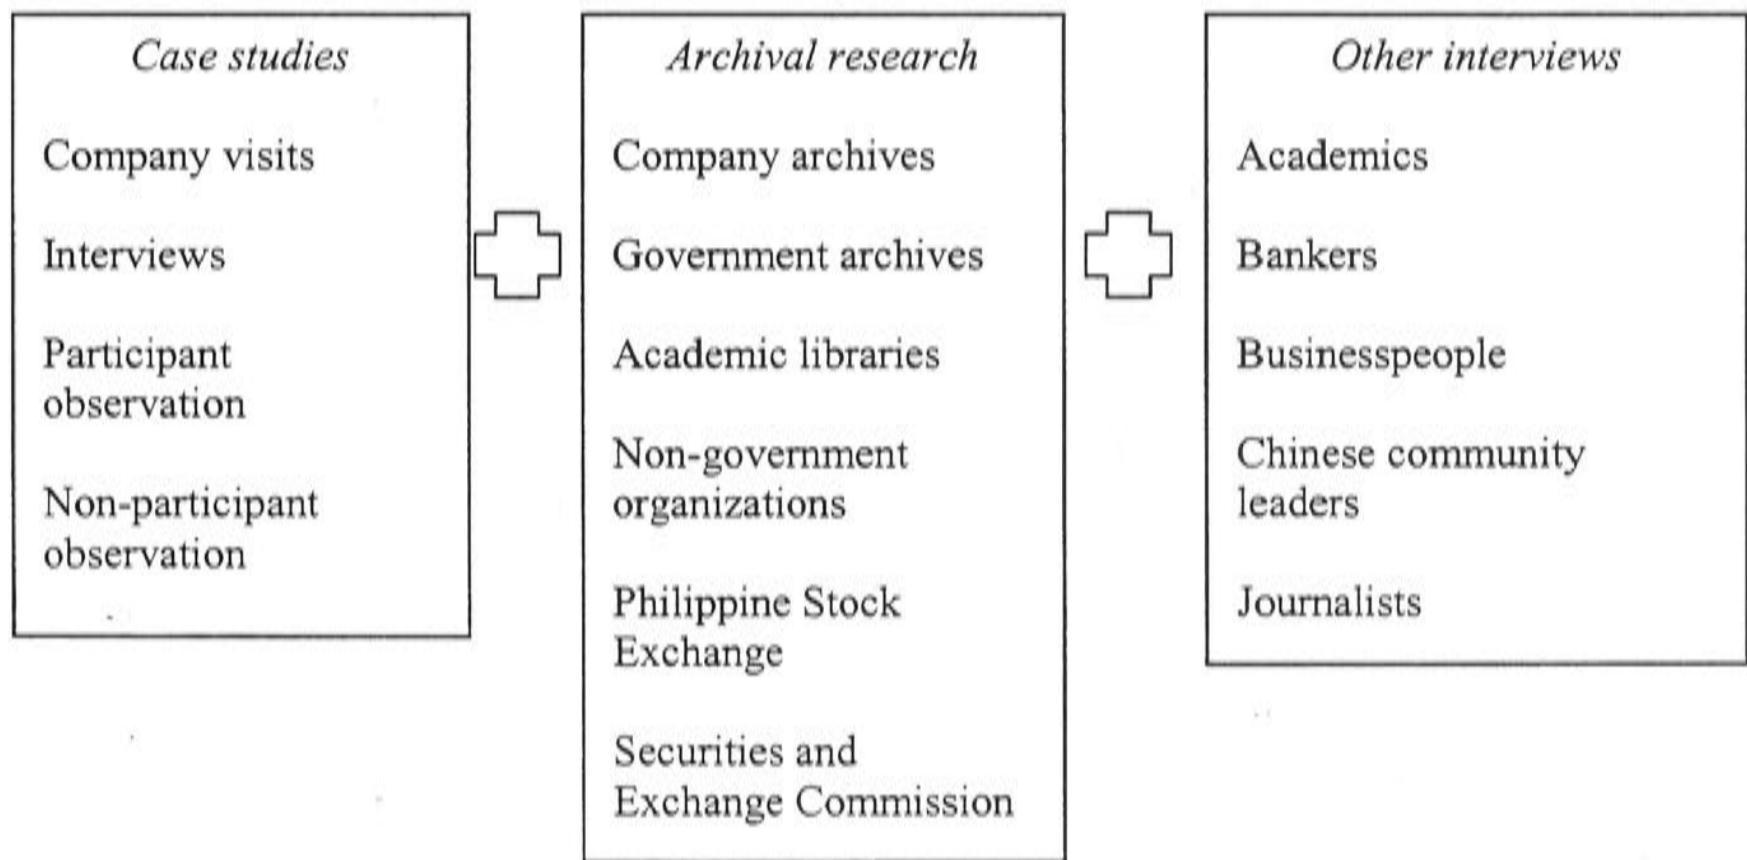 Case studies
Company visits
Interviews
Participant
observation
Non-participant
observation
Archival research
Company archives
Government archives
Academic libraries
Non-government
organizations
Philippine Stock
Exchange
Securities and
Exchange Commission
Other interviews
Academics
Bankers
Businesspeople
Chinese community
leaders
Journalists